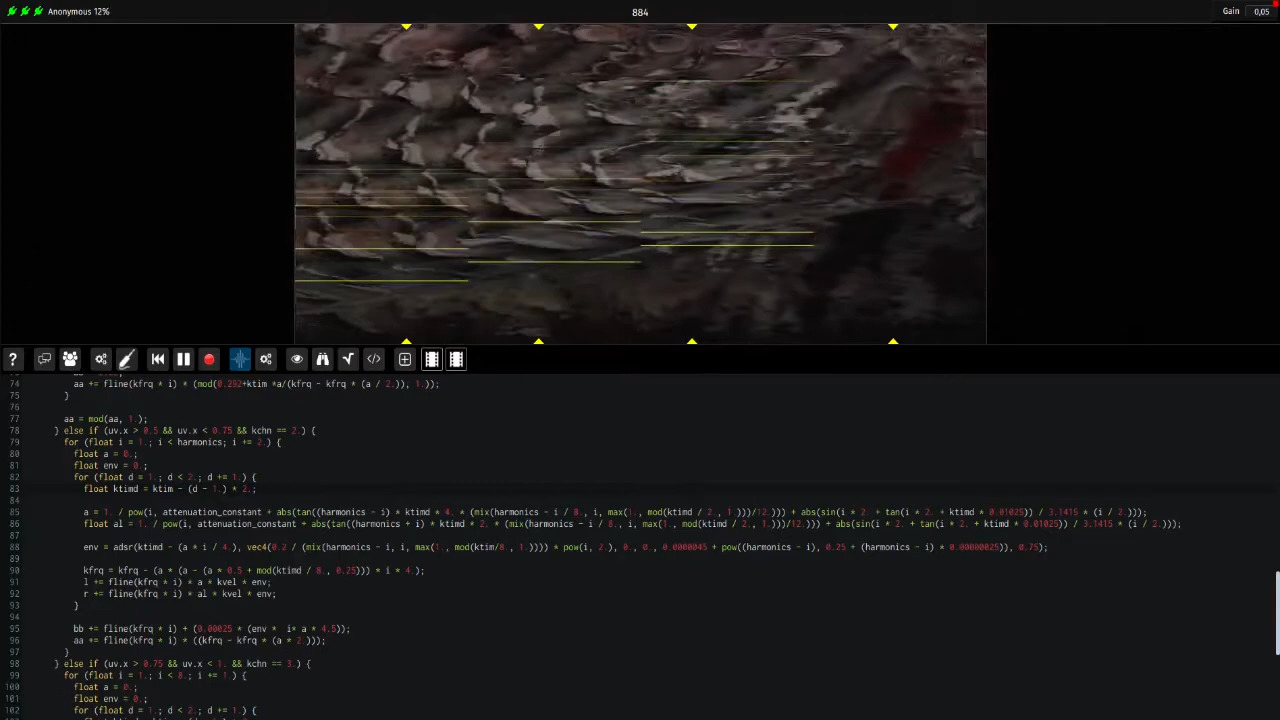 Anonymous 12%
884
Gain 0,05
74 aa += fline(kfrq * i) * (mod(0.292+ktim *a/(kfrq - kfrq * (a / 2.)), 1.));
75 }
76
77 aa = mod(aa, 1.);
78 } else if (uv.x > 0.5 && uv.x < 0.75 && kchn == 2.) {
79 for (float i = 1.; i < harmonics; i += 2.) {
80 float a = 0.;
81 float env = 0.;
82 for (float d = 1.; d < 2.; d += 1.) {
83 float ktimd = ktim - (d - 1.) * 2.;
84
85 a = 1. / pow(i, attenuation_constant + abs(tan((harmonics - i) * ktimd * 4. * (mix(harmonics - i / 8., i, max(1., mod(ktimd / 2., 1.)))/12.))) + abs(sin(i * 2. + tan(i * 2. + ktimd * 0.01025)) / 3.1415 * (i / 2.)));
86 float al = 1. / pow(i, attenuation_constant + abs(tan((harmonics + i) * ktimd * 2. * (mix(harmonics - i / 8., i, max(1., mod(ktimd / 2., 1.)))/12.))) + abs(sin(i * 2. + tan(i * 2. + ktimd * 0.01025)) / 3.1415 * (i / 2.)));
87
88 env = adsr(ktimd - (a * i / 4.), vec4(0.2 / (mix(harmonics - i, i, max(1., mod(ktim/8., 1.)))) * pow(i, 2.), 0., 0., 0.0000045 + pow((harmonics - i), 0.25 + (harmonics - i) * 0.00000025)), 0.75);
89
90 kfrq = kfrq - (a * (a - (a * 0.5 + mod(ktimd / 8., 0.25))) * i * 4.);
91 l += fline(kfrq * i) * a * kvel * env;
92 r += fline(kfrq * i) * al * kvel * env;
93 }
94
95 bb += fline(kfrq * i) + (0.00025 * (env * i* a * 4.5));
96 aa += fline(kfrq * i) * ((kfrq - kfrq * (a * 2.)));
97 }
98 } else if (uv.x > 0.75 && uv.x < 1. && kchn == 3.) {
99 for (float i = 1.; i < 8.; i += 1.) {
100 float a = 0.;
101 float env = 0.;
102 for (float d = 1.; d < 2.; d += 1.) {